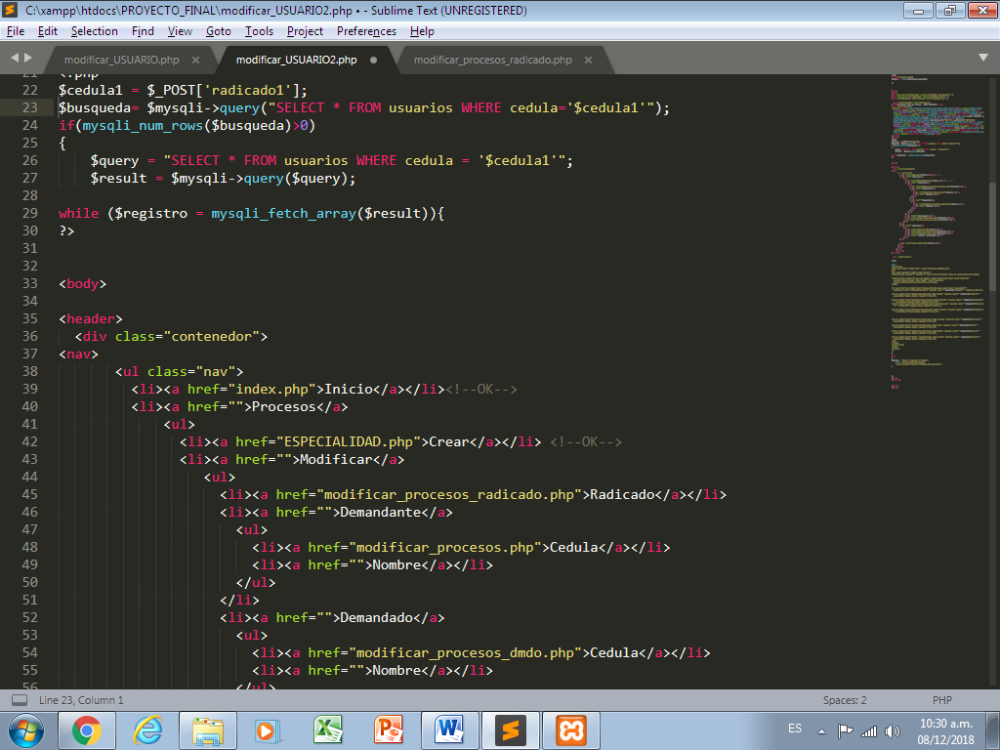 C:\xampp\htdocs\PROYECTO_FINAL\modificar_USUARIO2.php • - Sublime Text (UNREGISTERED)
File Edit Selection Find View Goto Tools Project Preferences Help
modificar_USUARIO.php × modificar_USUARIO2.php ● modificar_procesos_radicado.php ×
21 <?php
22 $cedula1 = $_POST['radicado1'];
23 $busqueda= $mysqli->query("SELECT * FROM usuarios WHERE cedula='$cedula1'");
24 if(mysqli_num_rows($busqueda)>0)
25 {
26     $query = "SELECT * FROM usuarios WHERE cedula = '$cedula1'";
27     $result = $mysqli->query($query);
28
29 while ($registro = mysqli_fetch_array($result)){
30 ?>
31
32
33 <body>
34
35 <header>
36   <div class="contenedor">
37 <nav>
38        <ul class="nav">
39          <li><a href="index.php">Inicio</a></li><!--OK-->
40          <li><a href="">Procesos</a>
41              <ul>
42                <li><a href="ESPECIALIDAD.php">Crear</a></li> <!--OK-->
43                <li><a href="">Modificar</a>
44                   <ul>
45                     <li><a href="modificar_procesos_radicado.php">Radicado</a></li>
46                     <li><a href="">Demandante</a>
47                       <ul>
48                         <li><a href="modificar_procesos.php">Cedula</a></li>
49                         <li><a href="">Nombre</a></li>
50                       </ul>
51                     </li>
52                     <li><a href="">Demandado</a>
53                       <ul>
54                         <li><a href="modificar_procesos_dmdo.php">Cedula</a></li>
55                         <li><a href="">Nombre</a></li>
56                       </ul>
Line 23, Column 1 Spaces: 2 PHP
ES 10:30 a.m.
08/12/2018